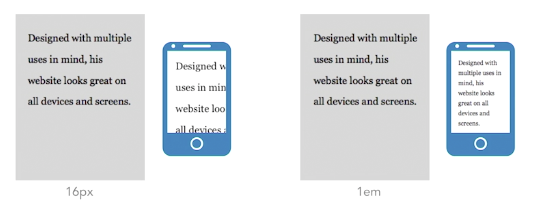 Designed with multiple
uses in mind, his
website looks great on
all devices and screens.
Designed w
uses in min
website loo
all devices a
16px
Designed with multiple
uses in mind, his
website looks great on
all devices and screens.
Designed with
multiple uses in
mind, his
website looks
great on all
devices and
screens.
1em